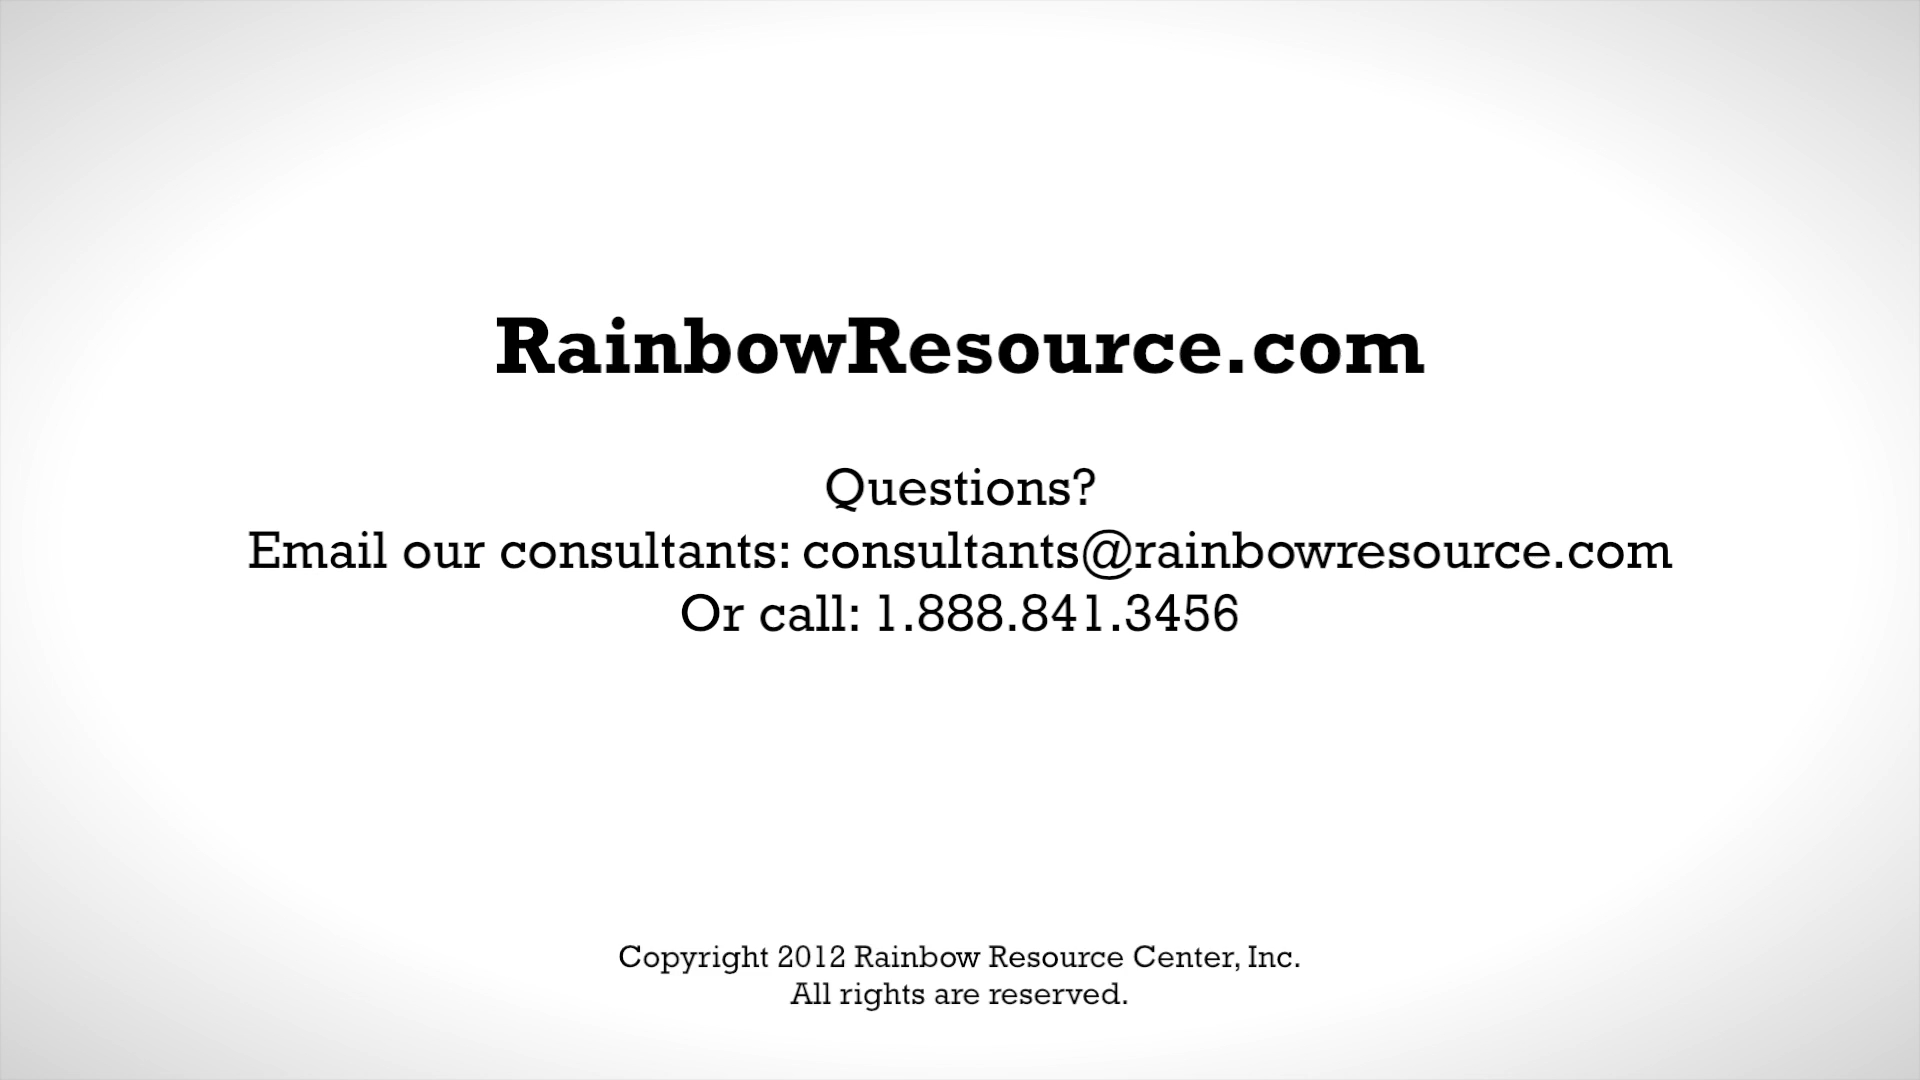 RainbowResource.com
Questions?
Email our consultants: consultants@rainbowresource.com
Or call: 1.888.841.3456
Copyright 2012 Rainbow Resource Center, Inc.
All rights are reserved.